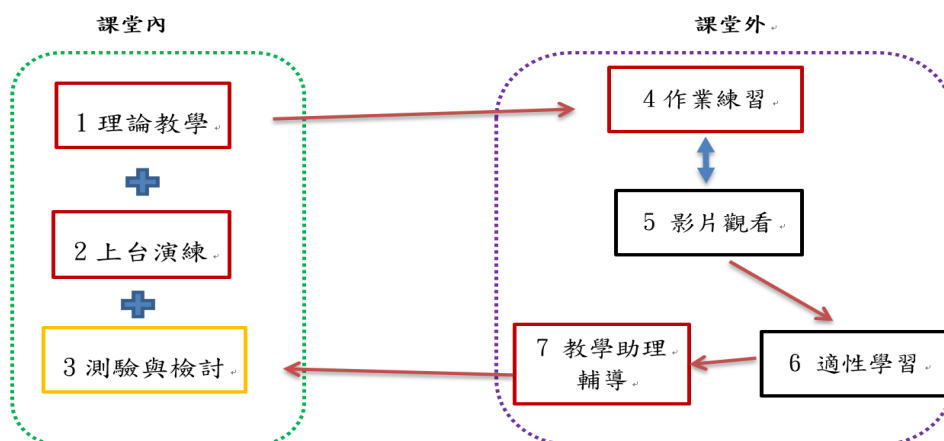 課堂內
課堂外
1 理論教學
2 上台演練
3 測驗與檢討
4 作業練習
5 影片觀看
6 適性學習
7 教學助理
輔導